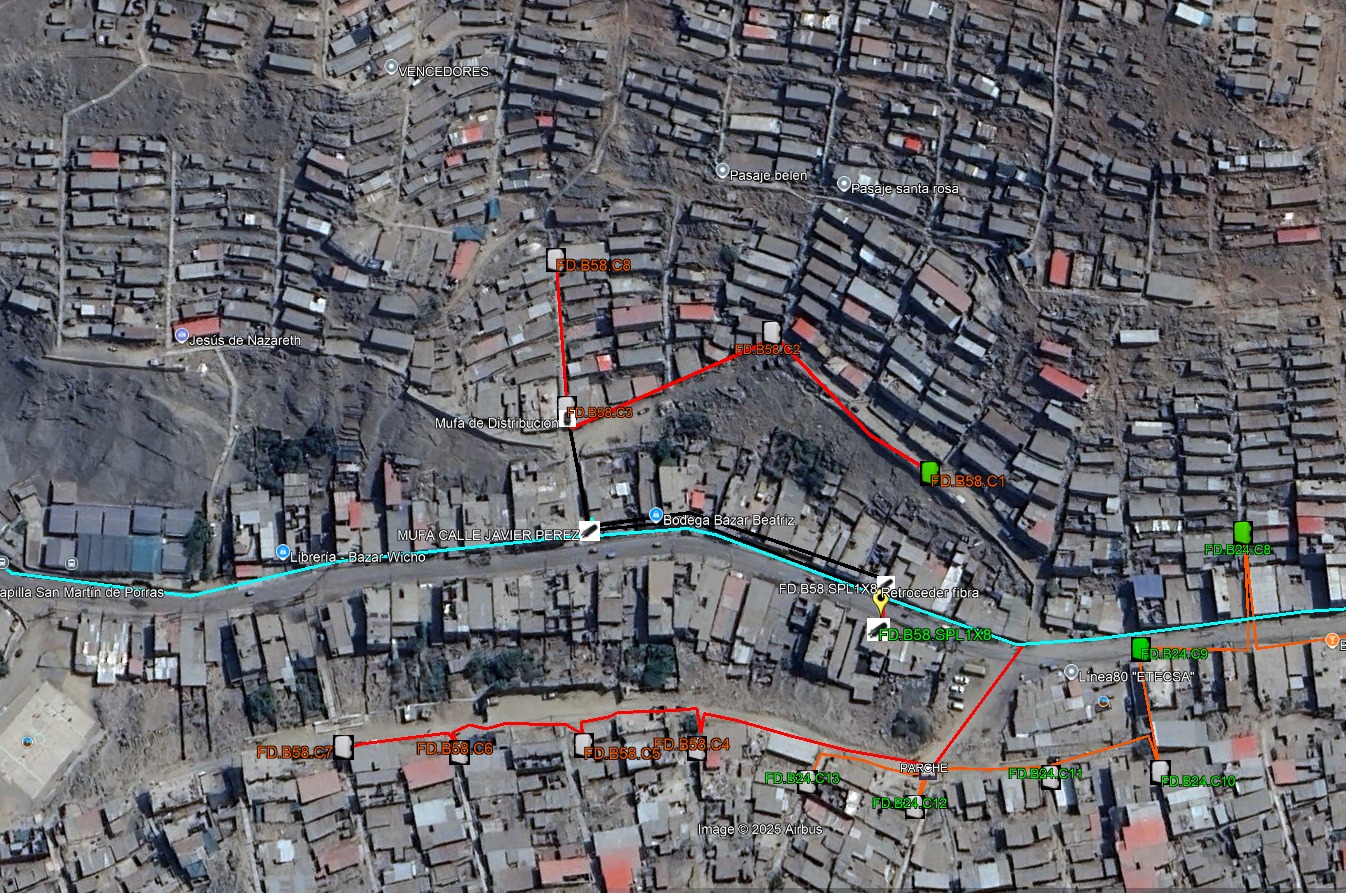 VENCEDORES
Pasaje belen
Pasaje santa rosa
FD.B58.C8
Jesús de Nazareth
FD.B58.C2
FD.B58.C3
Mufa de Distribucion
FD.B58.C1
Bodega Bazar Beatriz
MUFA CALLE JAVIER PEREZ
FD.B24.C8
Librería - Bazar Wicho
apilla San Martín de Porras
FD.B58 SPL1X8
Retroceder fibra
FD.B58.SPL1X8
FD.B24.C9
Línea80 "ETECSA"
FD.B58.C7
FD.B58.C6
FD.B58.C5
FD.B58.C4
PARCHE
FD.B24.C13
FD.B24.C11
FD.B24.C10
FD.B24.C12
Image © 2025 Airbus